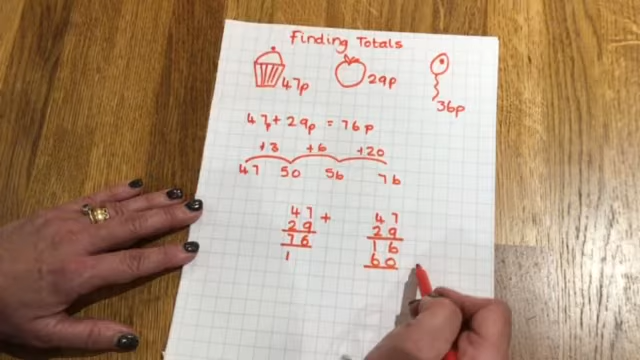 Finding Totals
47p 29p 36p
47p + 29p = 76p
+3 +6 +20
47 50 56 76
47 + 47
29 29
76 16
1 60